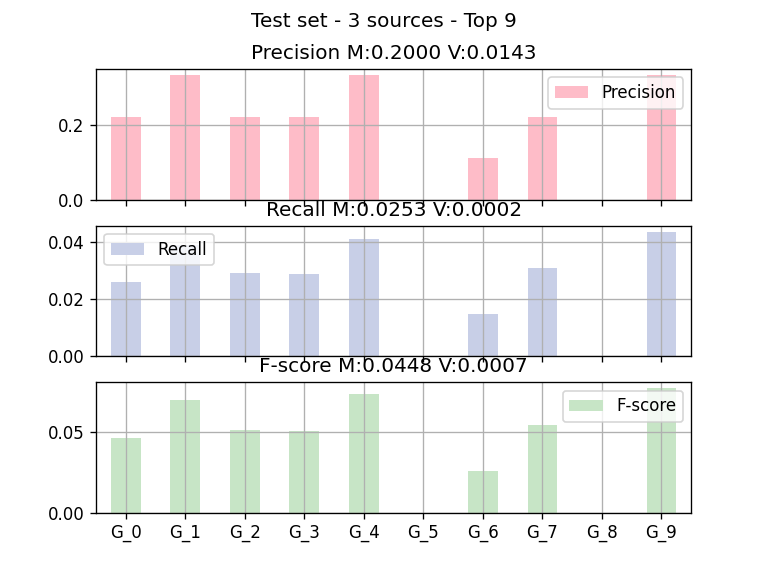 Test set - 3 sources - Top 9
Precision M:0.2000 V:0.0143
0.2
0.0
Precision
Recall M:0.0253 V:0.0002
0.04
0.02
0.00
Recall
F-score M:0.0448 V:0.0007
0.05
0.00
F-score
G_0 G_1 G_2 G_3 G_4 G_5 G_6 G_7 G_8 G_9